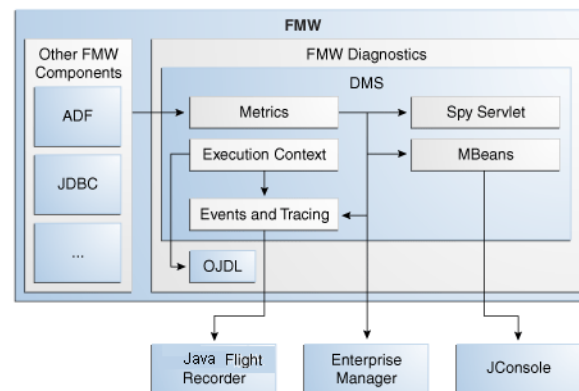 FMW
Other FMW
Components
ADF
JDBC
...
FMW Diagnostics
DMS
Metrics
Spy Servlet
Execution Context
MBeans
Events and Tracing
OJDL
Java Flight
Recorder
Enterprise
Manager
JConsole